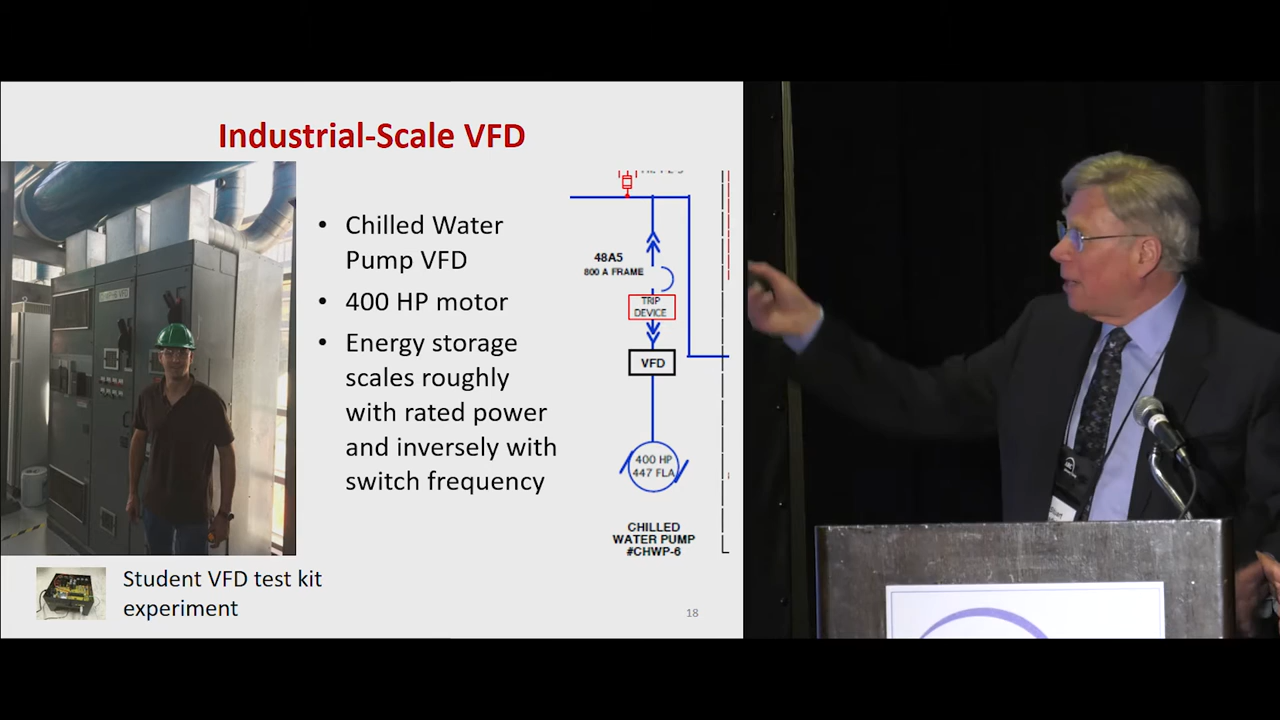 Industrial-Scale VFD
• Chilled Water
Pump VFD
• 400 HP motor
• Energy storage
scales roughly
with rated power
and inversely with
switch frequency
48A5
800 A FRAME
TRIP
DEVICE
VFD
400 HP
447 FLA
CHILLED
WATER PUMP
#CHWP-6
Student VFD test kit
experiment
18